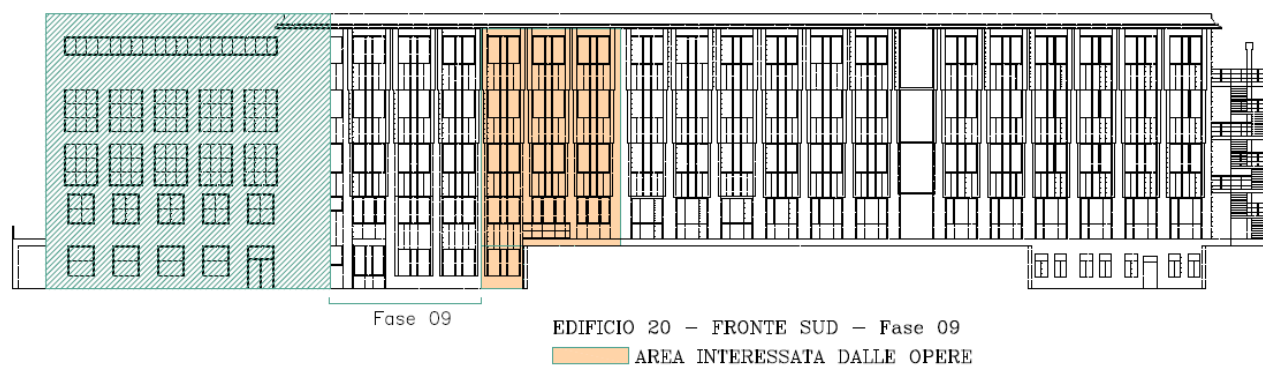 Fase 09
EDIFICIO 20 - FRONTE SUD - Fase 09
AREA INTERESSATA DALLE OPERE